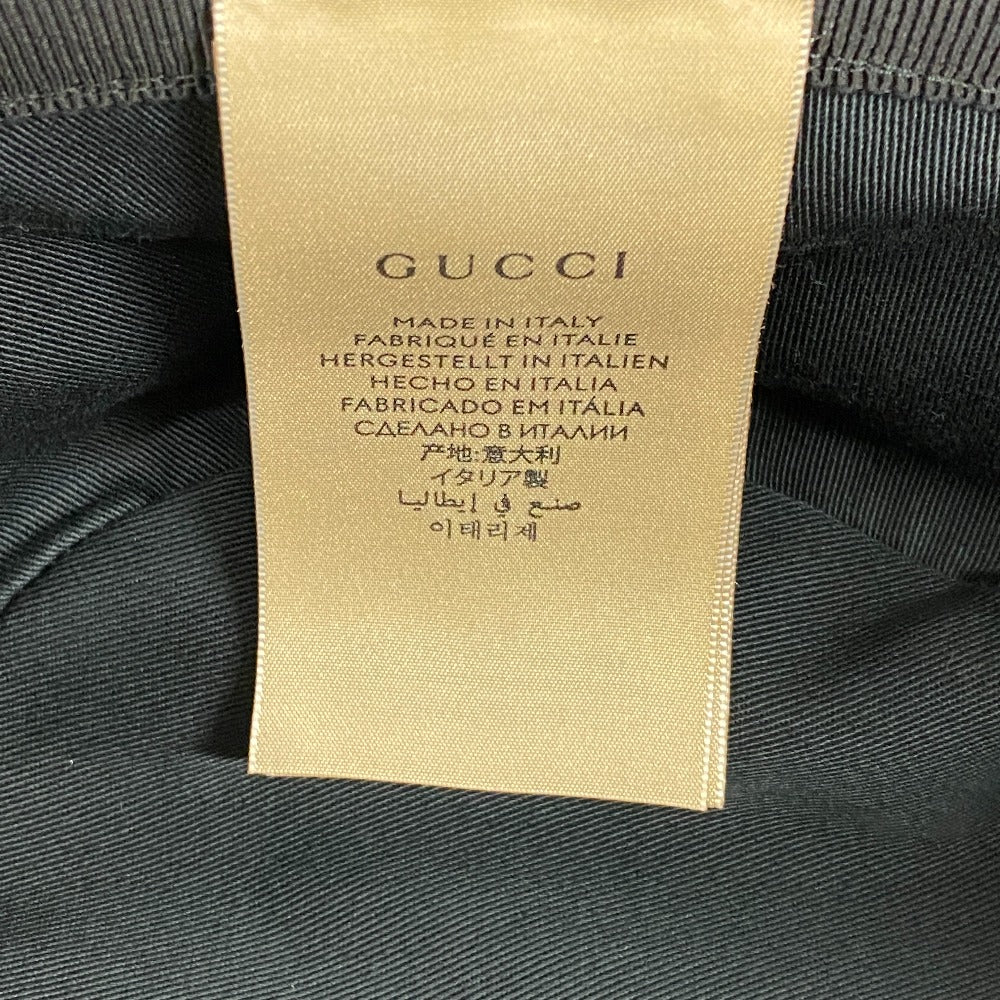 GUCCI
MADE IN ITALY
FABRIQUÉ EN ITALIE
HERGESTELLT IN ITALIEN
HECHO EN ITALIA
FABRICADO EM ITÁLIA
СДЕЛАНО В ИТАЛИИ
产地:意大利
イタリア製
صنع في إيطاليا
이태리제